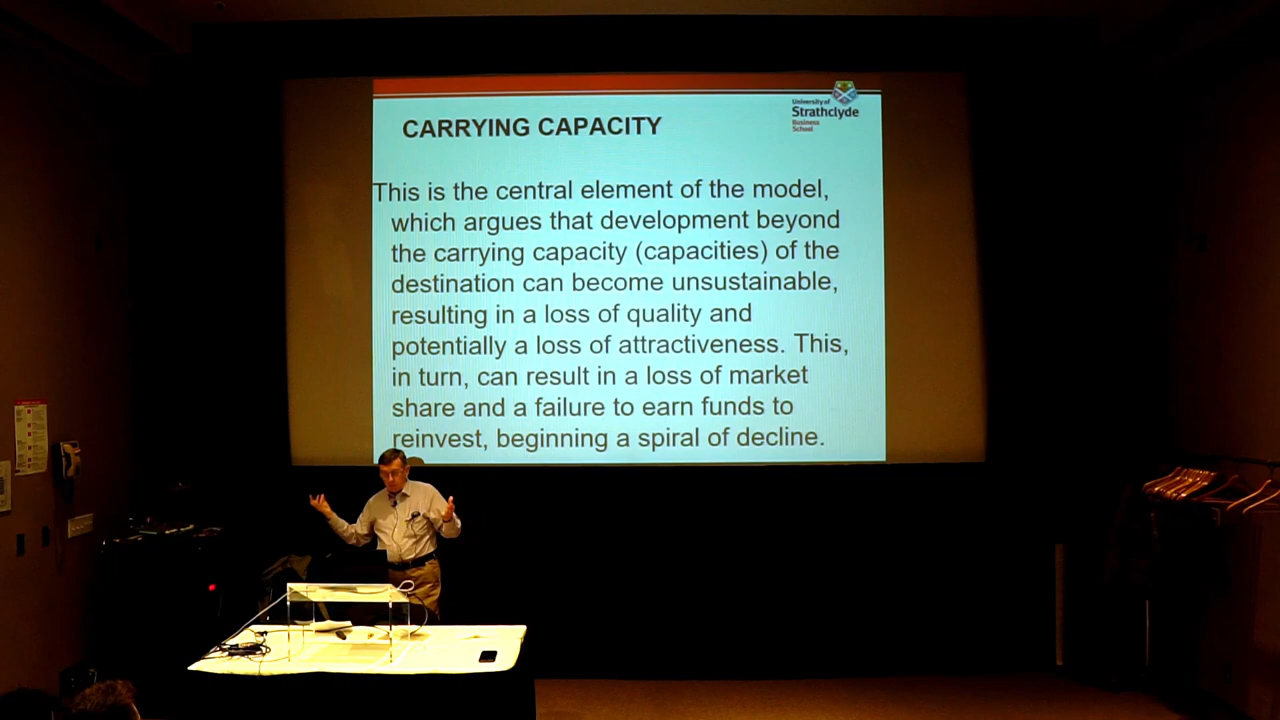 University of
Strathclyde
Business
School
CARRYING CAPACITY
This is the central element of the model,
which argues that development beyond
the carrying capacity (capacities) of the
destination can become unsustainable,
resulting in a loss of quality and
potentially a loss of attractiveness. This,
in turn, can result in a loss of market
share and a failure to earn funds to
reinvest, beginning a spiral of decline.